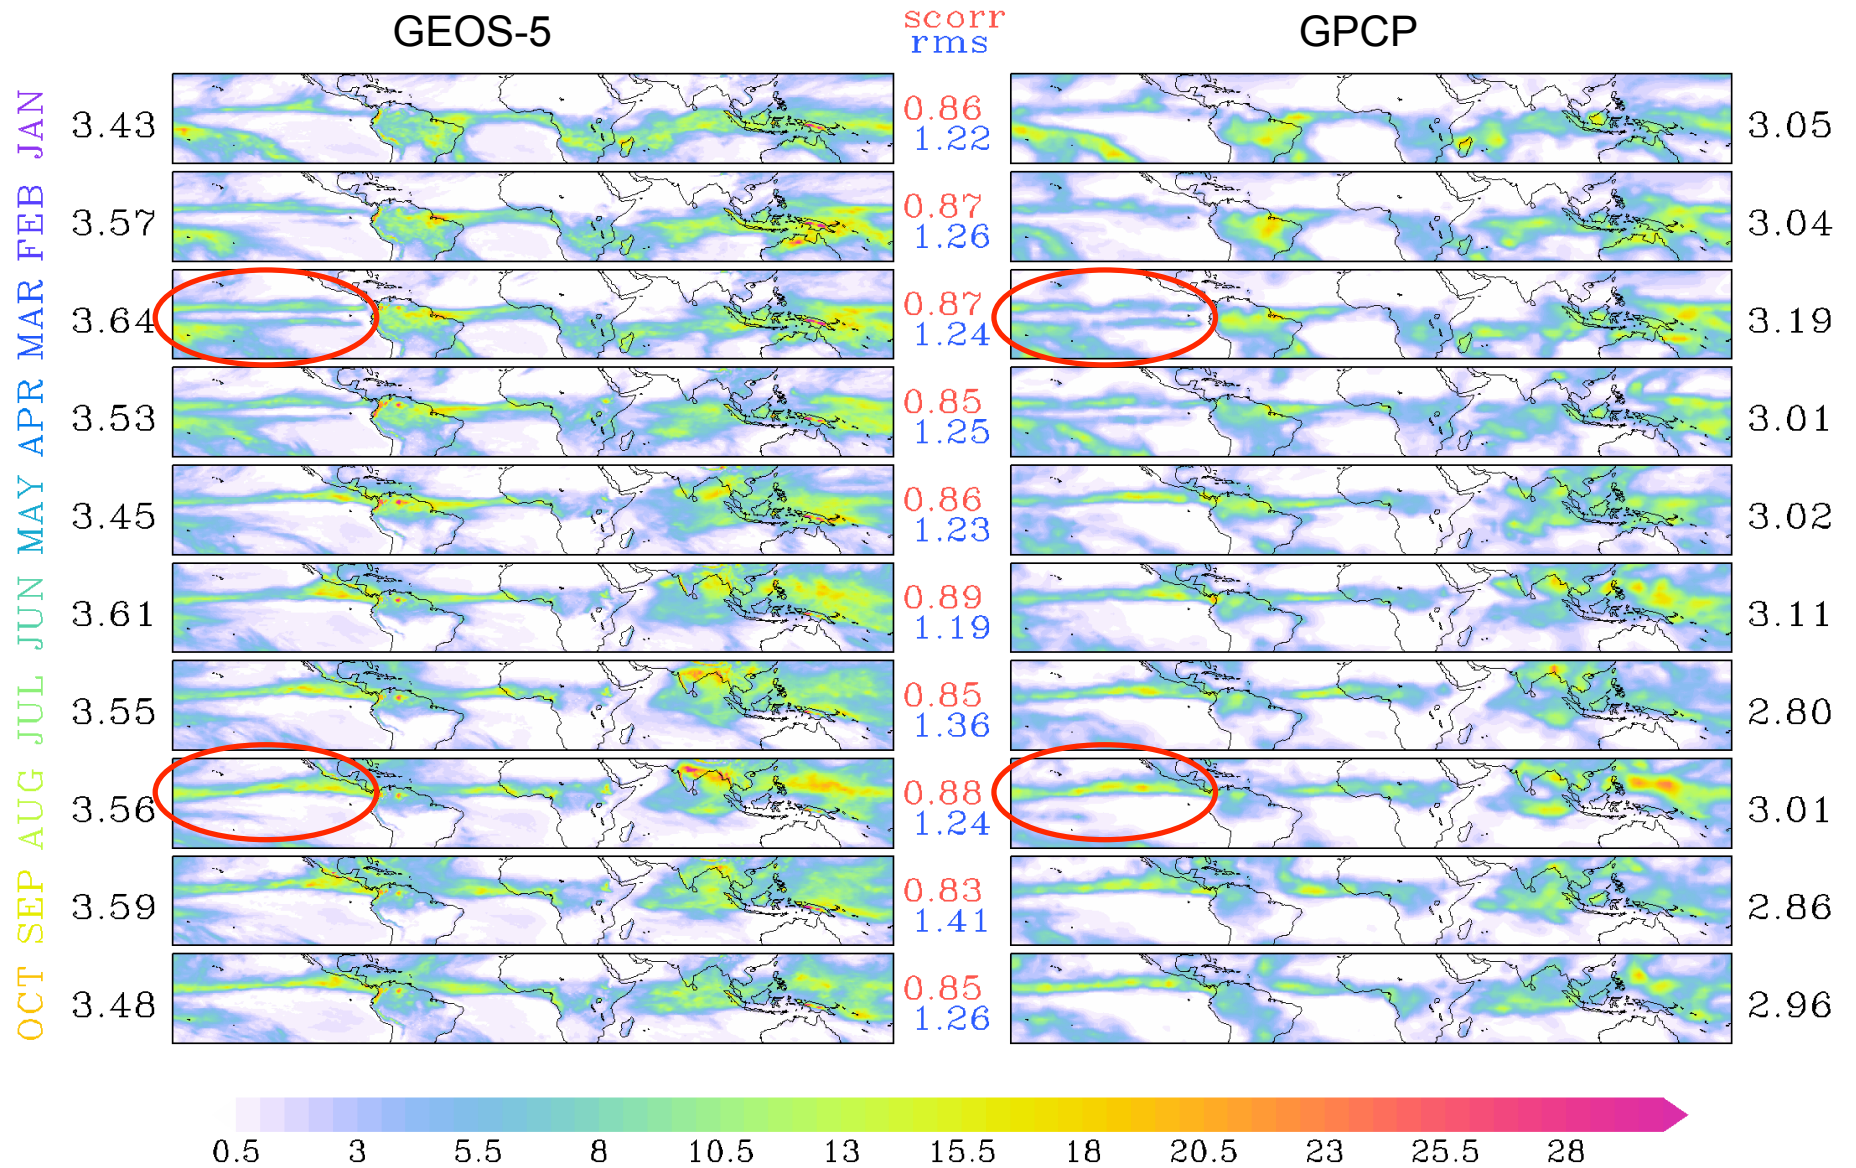 GEOS-5
scorr
rms
GPCP
JAN
3.43
0.86
1.22
3.05
FEB
3.57
0.87
1.26
3.04
MAR
3.64
0.87
1.24
3.19
APR
3.53
0.85
1.25
3.01
MAY
3.45
0.86
1.23
3.02
JUN
3.61
0.89
1.19
3.11
JUL
3.55
0.85
1.36
2.80
AUG
3.56
0.88
1.24
3.01
SEP
3.59
0.83
1.41
2.86
OCT
3.48
0.85
1.26
2.96
0.5 3 5.5 8 10.5 13 15.5 18 20.5 23 25.5 28